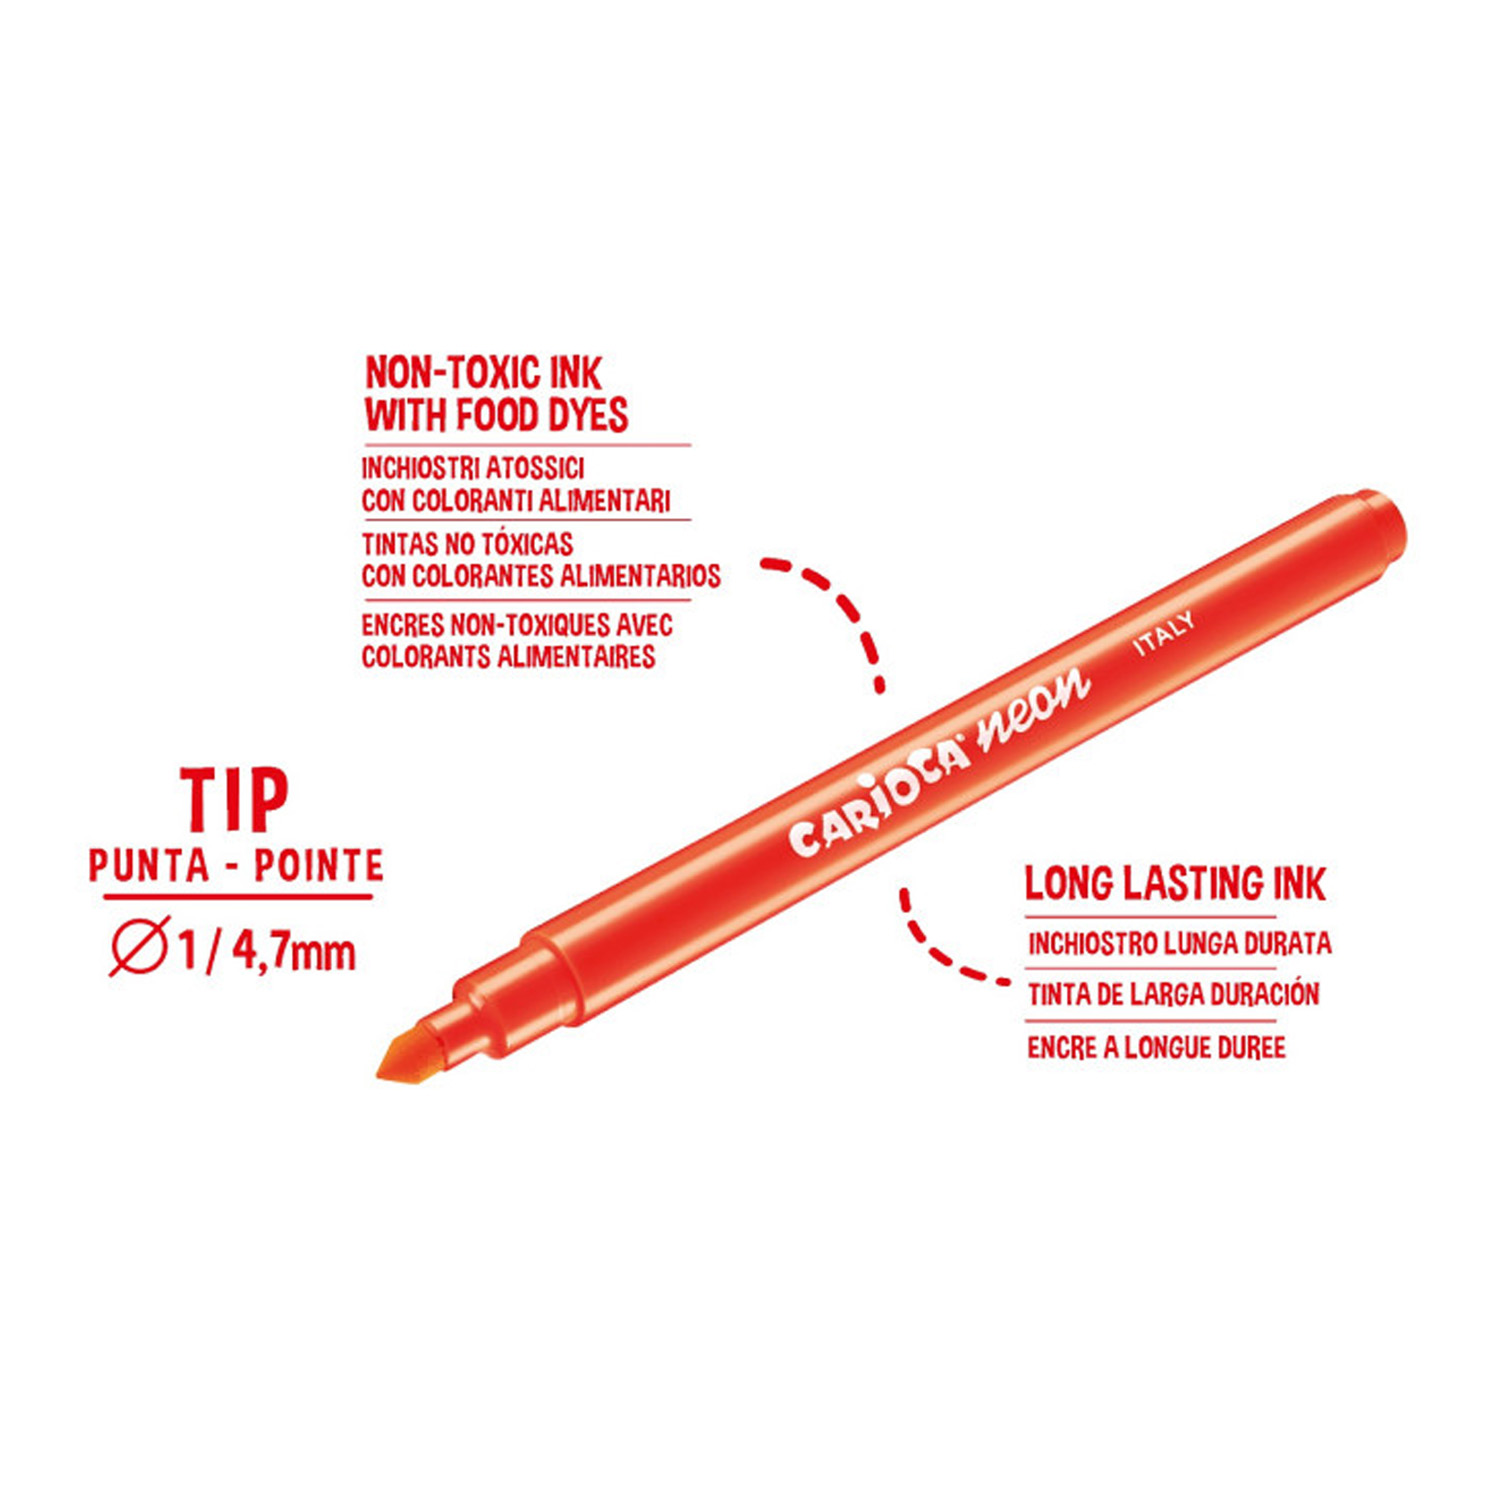 NON-TOXIC INK
WITH FOOD DYES
INCHIOSTRI ATOSSICI
CON COLORANTI ALIMENTARI
TINTAS NO TÓXICAS
CON COLORANTES ALIMENTARIOS
ENCRES NON-TOXIQUES AVEC
COLORANTS ALIMENTAIRES
TIP
PUNTA - POINTE
Ø 1 / 4,7mm
CARIOCA neon ITALY
LONG LASTING INK
INCHIOSTRO LUNGA DURATA
TINTA DE LARGA DURACIÓN
ENCRE A LONGUE DUREE